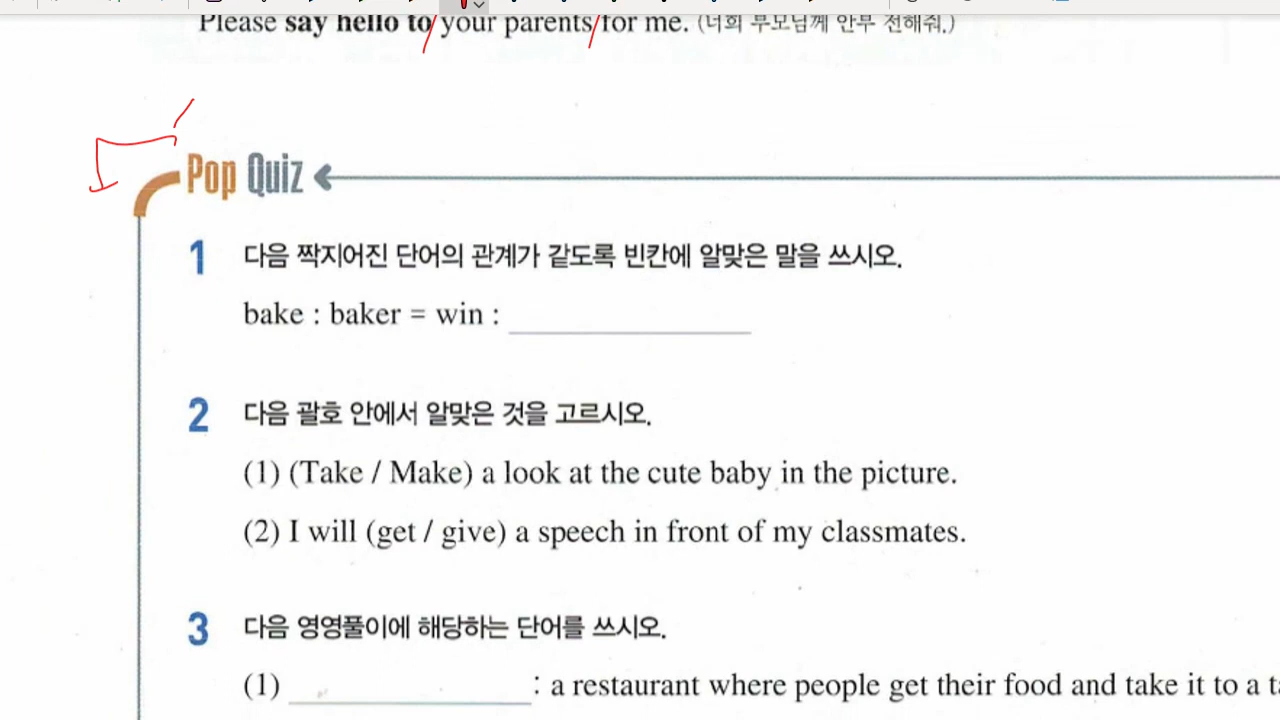 Please say hello to your parents for me. (너희 부모님께 안부 전해줘.)
Pop Quiz
1 다음 짝지어진 단어의 관계가 같도록 빈칸에 알맞은 말을 쓰시오.
bake : baker = win :
2 다음 괄호 안에서 알맞은 것을 고르시오.
(1) (Take / Make) a look at the cute baby in the picture.
(2) I will (get / give) a speech in front of my classmates.
3 다음 영영풀이에 해당하는 단어를 쓰시오.
(1) : a restaurant where people get their food and take it to a